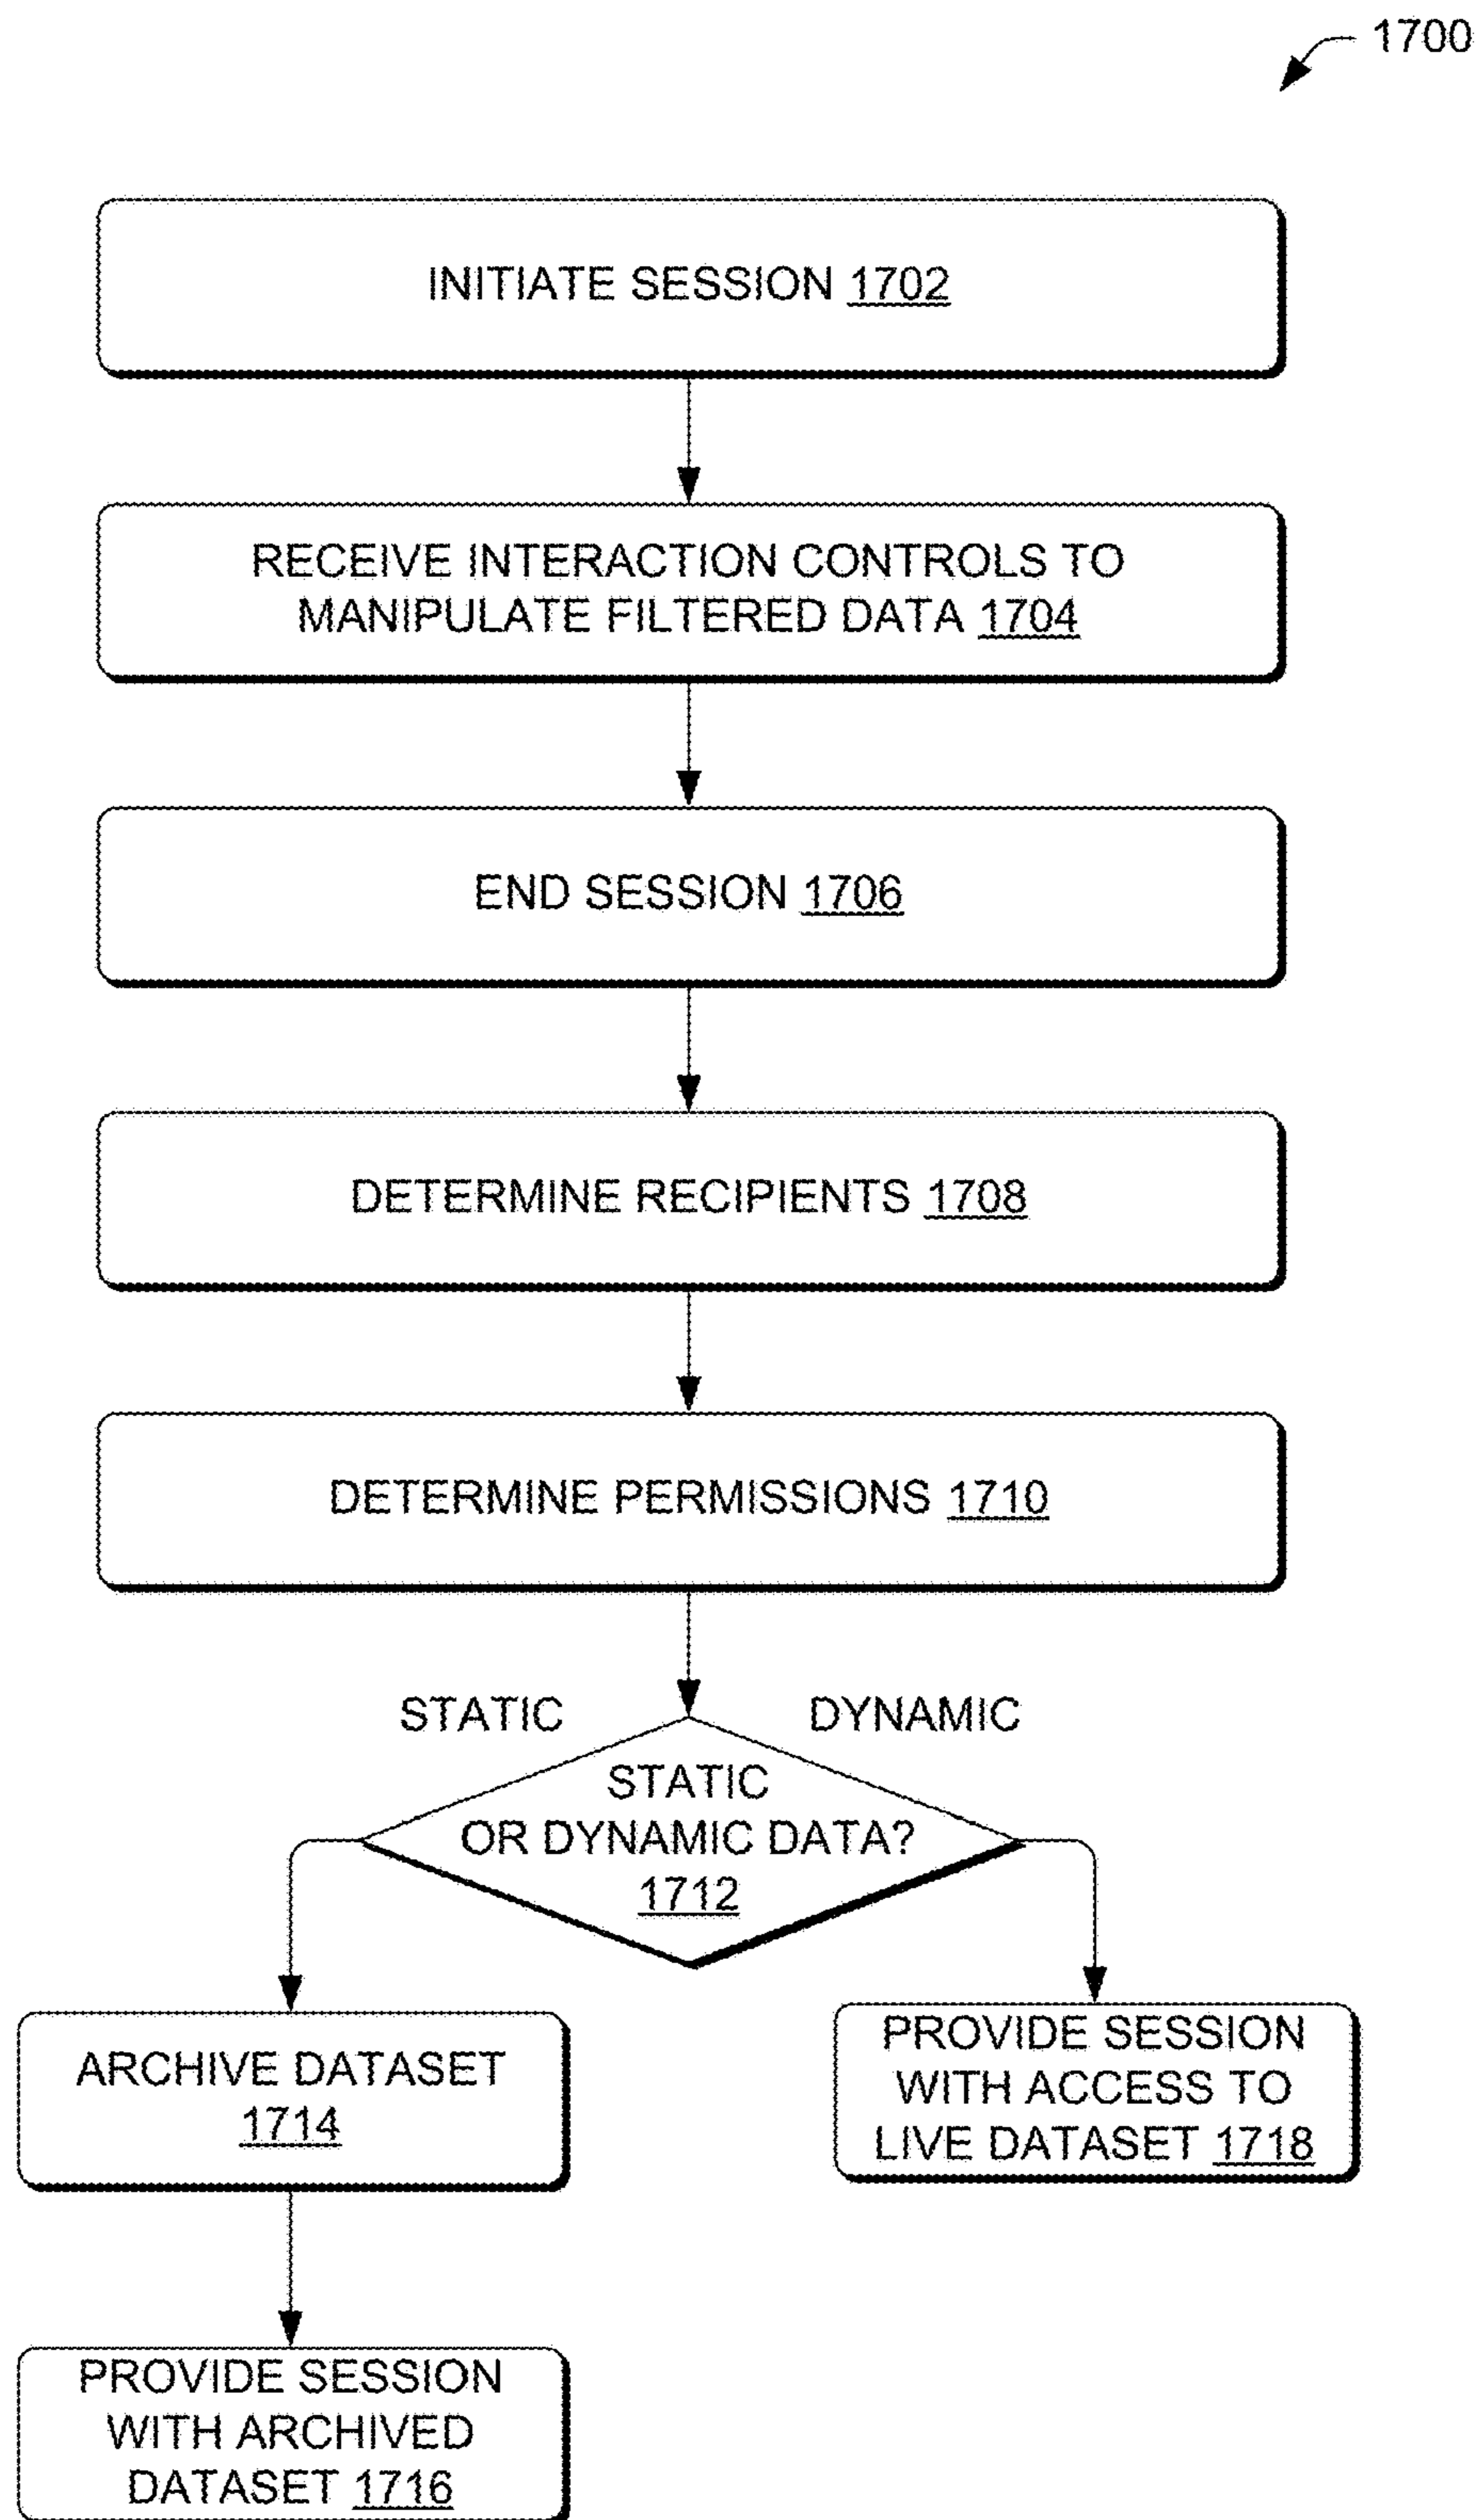 1700
INITIATE SESSION 1702
RECEIVE INTERACTION CONTROLS TO
MANIPULATE FILTERED DATA 1704
END SESSION 1706
DETERMINE RECIPIENTS 1708
DETERMINE PERMISSIONS 1710
STATIC
DYNAMIC
STATIC
OR DYNAMIC DATA?
1712
ARCHIVE DATASET
1714
PROVIDE SESSION
WITH ACCESS TO
LIVE DATASET 1718
PROVIDE SESSION
WITH ARCHIVED
DATASET 1716